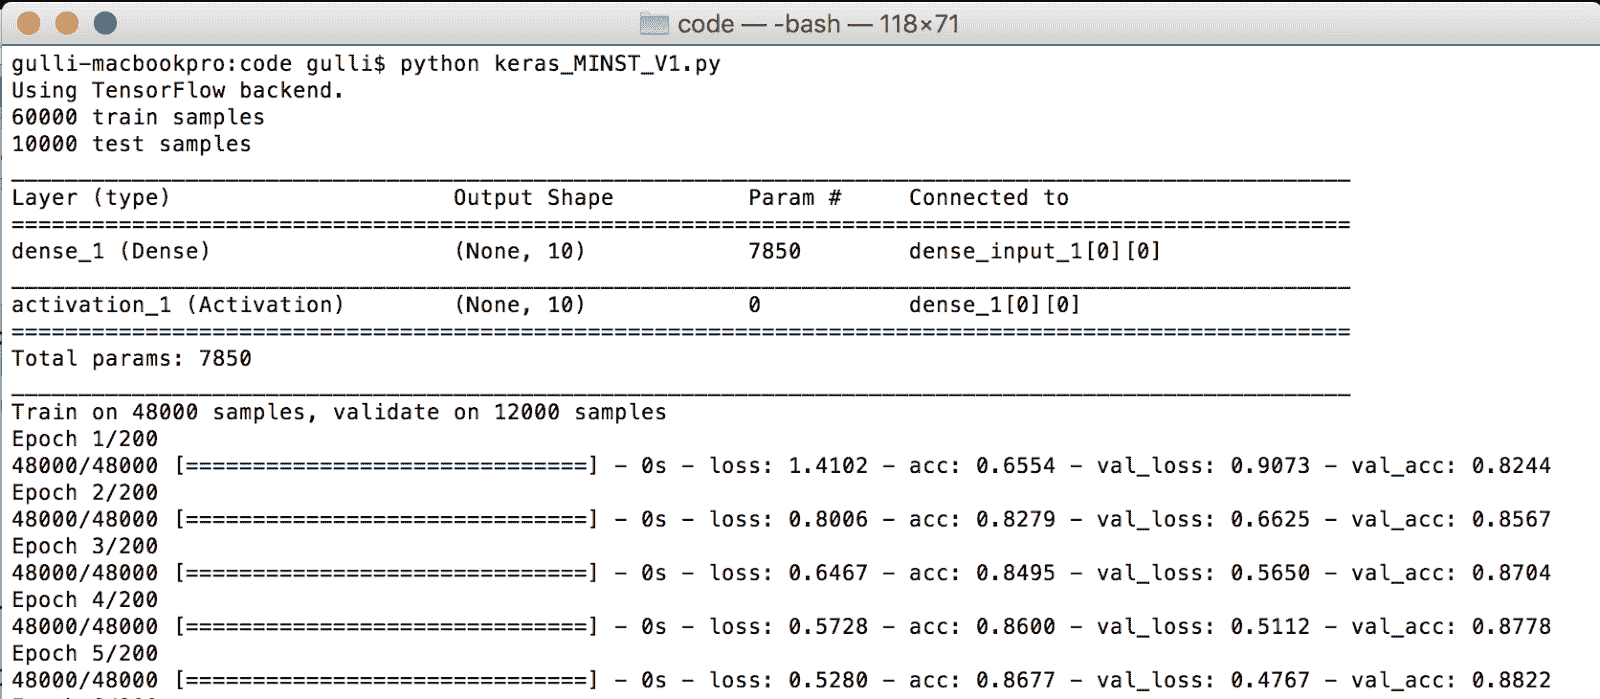 code — -bash — 118×71
gulli-macbookpro:code gulli$ python keras_MINST_V1.py
Using TensorFlow backend.
60000 train samples
10000 test samples
____________________________________________________________________________________________________
Layer (type)                     Output Shape          Param #     Connected to
====================================================================================================
dense_1 (Dense)                  (None, 10)            7850        dense_input_1[0][0]
____________________________________________________________________________________________________
activation_1 (Activation)        (None, 10)            0           dense_1[0][0]
====================================================================================================
Total params: 7850
____________________________________________________________________________________________________
Train on 48000 samples, validate on 12000 samples
Epoch 1/200
48000/48000 [==============================] - 0s - loss: 1.4102 - acc: 0.6554 - val_loss: 0.9073 - val_acc: 0.8244
Epoch 2/200
48000/48000 [==============================] - 0s - loss: 0.8006 - acc: 0.8279 - val_loss: 0.6625 - val_acc: 0.8567
Epoch 3/200
48000/48000 [==============================] - 0s - loss: 0.6467 - acc: 0.8495 - val_loss: 0.5650 - val_acc: 0.8704
Epoch 4/200
48000/48000 [==============================] - 0s - loss: 0.5728 - acc: 0.8600 - val_loss: 0.5112 - val_acc: 0.8778
Epoch 5/200
48000/48000 [==============================] - 0s - loss: 0.5280 - acc: 0.8677 - val_loss: 0.4767 - val_acc: 0.8822